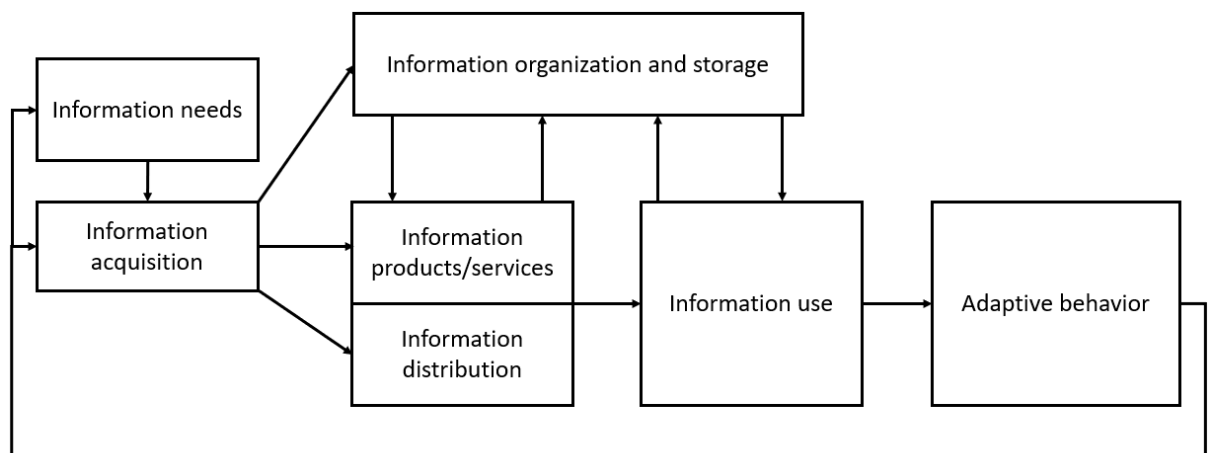 Information organization and storage
Information needs
Information
acquisition
Information
products/services
Information
distribution
Information use
Adaptive behavior